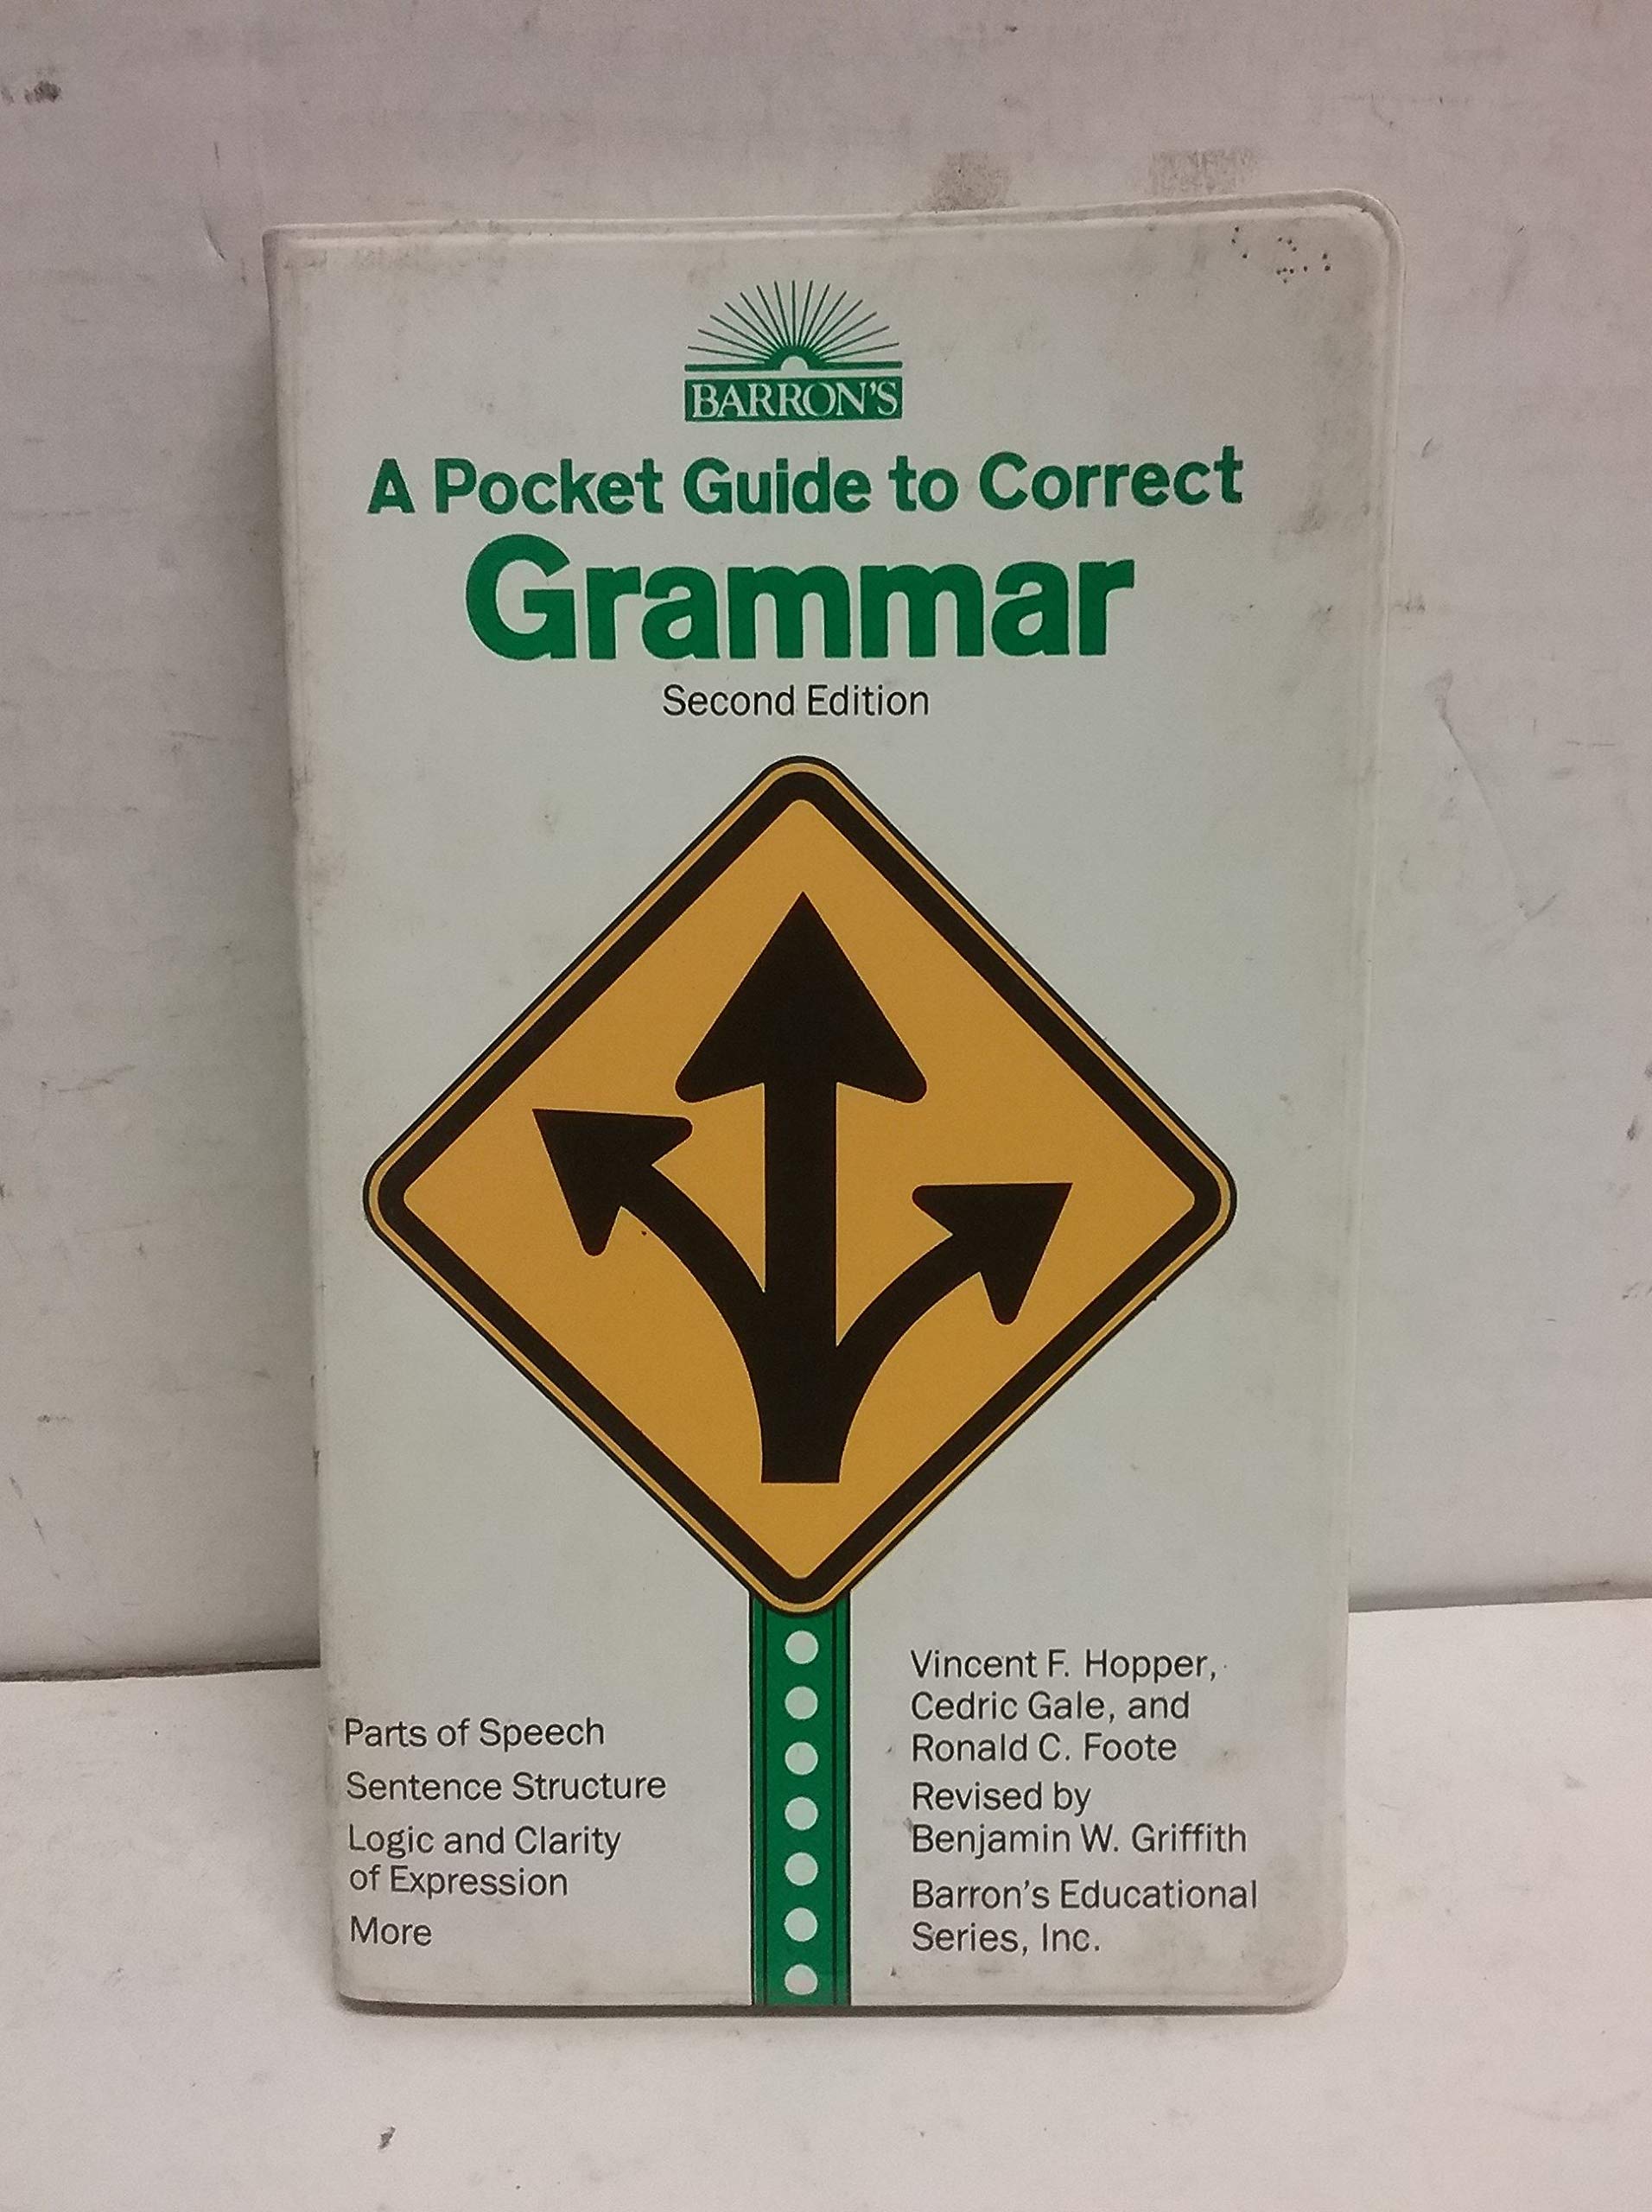 BARRON'S
A Pocket Guide to Correct
Grammar
Second Edition
Parts of Speech
Sentence Structure
Logic and Clarity
of Expression
More
Vincent F. Hopper,
Cedric Gale, and
Ronald C. Foote
Revised by
Benjamin W. Griffith
Barron's Educational
Series, Inc.